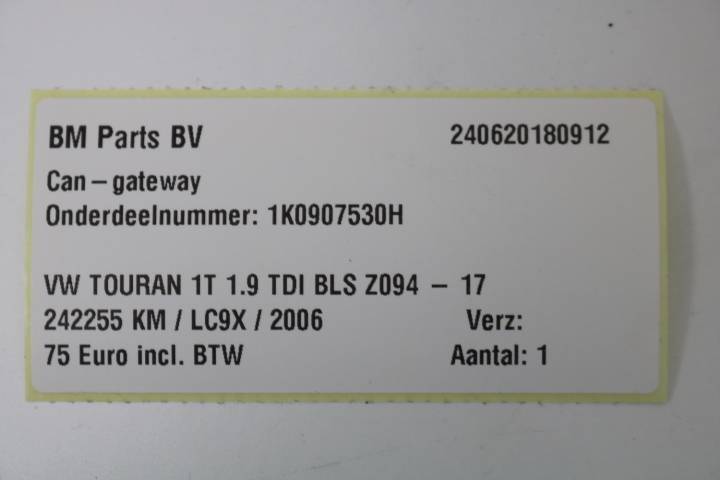 BM Parts BV 240620180912
Can – gateway
Onderdeelnummer: 1K0907530H
VW TOURAN 1T 1.9 TDI BLS Z094 – 17
242255 KM / LC9X / 2006 Verz:
75 Euro incl. BTW Aantal: 1